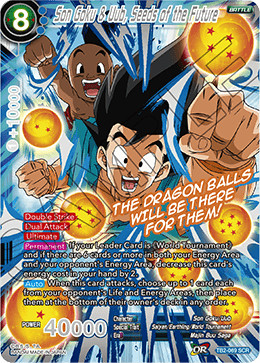 BATTLE
8
Son Goku & Uub, Seeds of the Future
+10000
THE DRAGON BALLS
WILL BE THERE
FOR THEM!
Double Strike
Dual Attack
Ultimate
Permanent If your Leader Card is 《World Tournament》
and if there are 6 cards or more in both your Energy Area
and your opponent's Energy Area, decrease this card's
energy cost in your hand by 2.
Auto When this card attacks, choose up to 1 card each
from your opponent's Life and Energy Areas, then place
them at the bottom of their owner's decks in any order.
POWER
40000
Character
Son Goku Uub
Special Trait
Saiyan Earthling World Tournament
Era
Majin Buu Saga
TB2-069 SCR